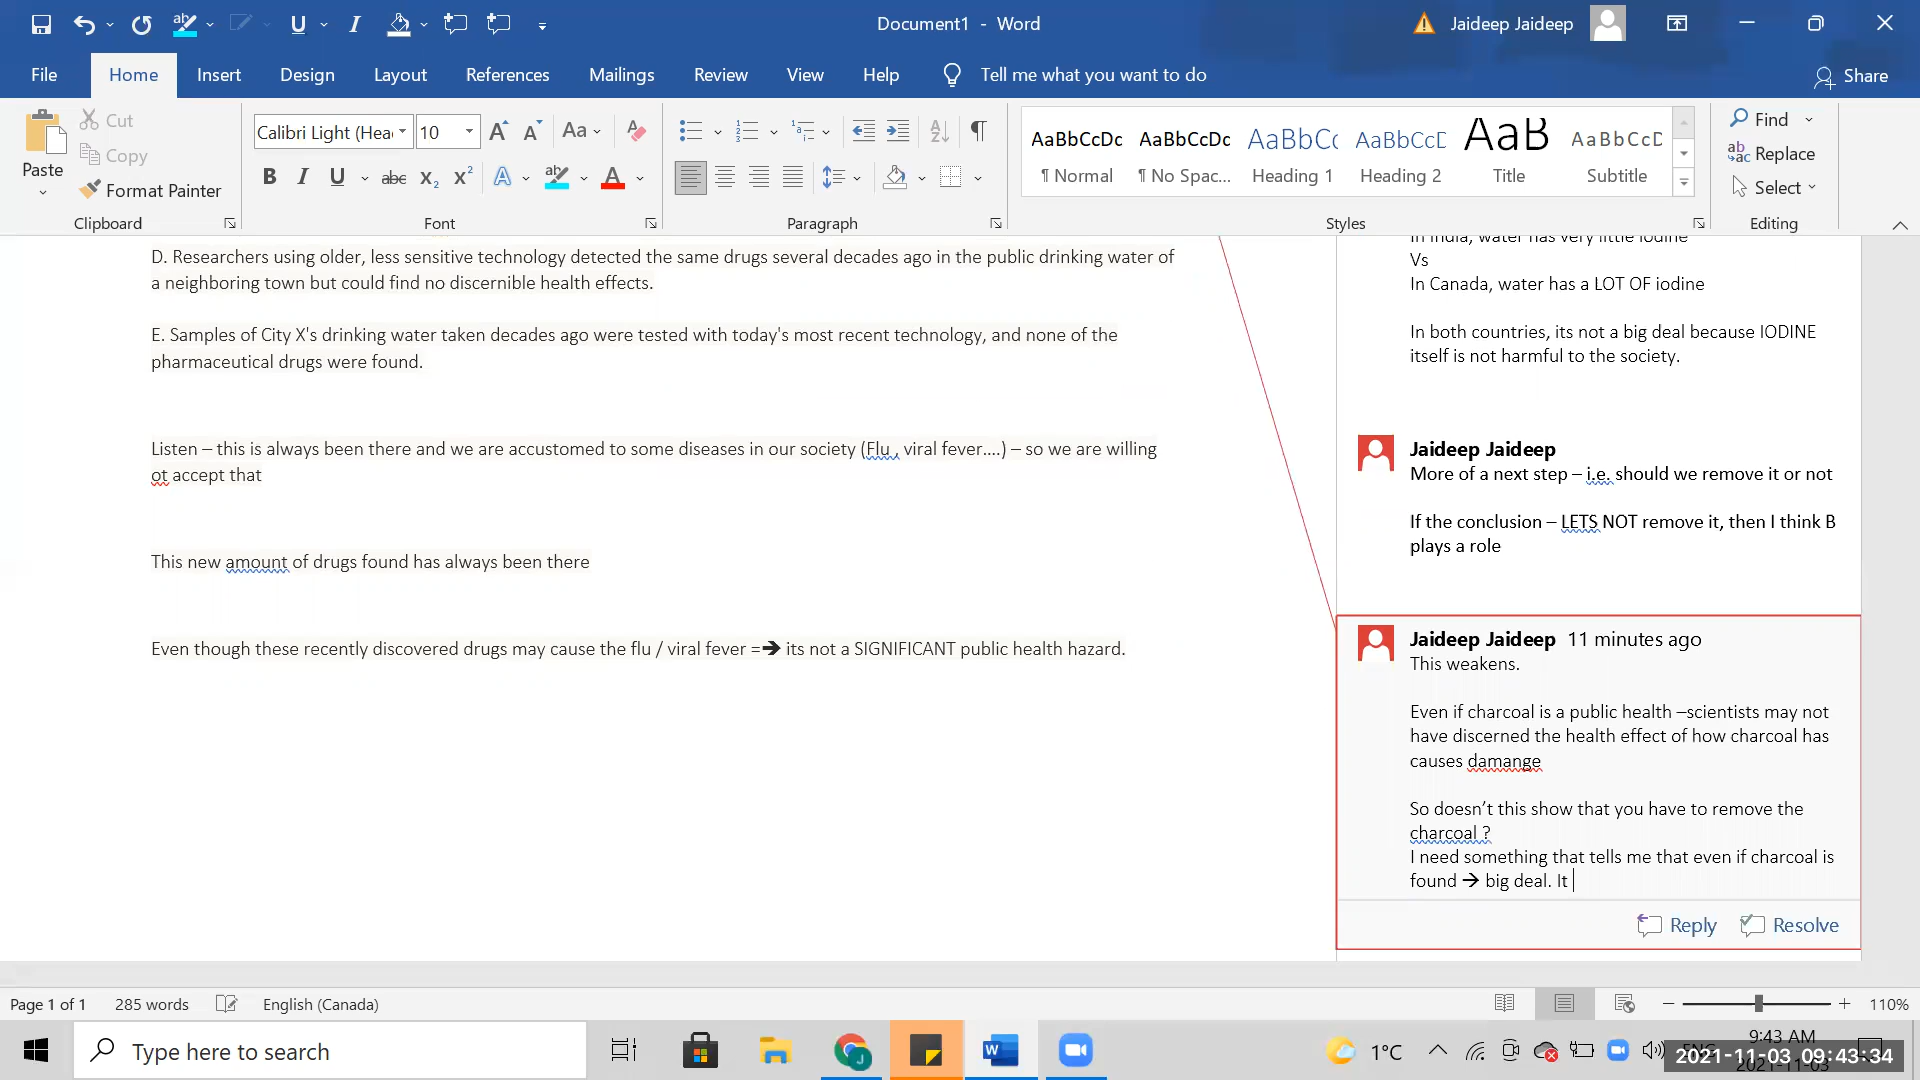 Document1 - Word
Jaideep Jaideep
File Home Insert Design Layout References Mailings Review View Help Tell me what you want to do Share
Paste Cut Copy Format Painter Clipboard
Calibri Light (Hea 10 Aa
B I U abc X₂ X² A A
Font
Paragraph
AaBbCcDc AaBbCcDc AaBbCc AaBbCcD AaB AaBbCcD
¶ Normal ¶ No Spac... Heading 1 Heading 2 Title Subtitle
Styles
Find
Replace
Select
Editing
D. Researchers using older, less sensitive technology detected the same drugs several decades ago in the public drinking water of
a neighboring town but could find no discernible health effects.
E. Samples of City X's drinking water taken decades ago were tested with today's most recent technology, and none of the
pharmaceutical drugs were found.
Listen – this is always been there and we are accustomed to some diseases in our society (Flu , viral fever....) – so we are willing
ot accept that
This new amount of drugs found has always been there
Even though these recently discovered drugs may cause the flu / viral fever =➔ its not a SIGNIFICANT public health hazard.
In India, water has very little iodine
Vs
In Canada, water has a LOT OF iodine
In both countries, its not a big deal because IODINE
itself is not harmful to the society.
Jaideep Jaideep
More of a next step – i.e. should we remove it or not
If the conclusion – LETS NOT remove it, then I think B
plays a role
Jaideep Jaideep 11 minutes ago
This weakens.
Even if charcoal is a public health –scientists may not
have discerned the health effect of how charcoal has
causes damange
So doesn’t this show that you have to remove the
charcoal ?
I need something that tells me that even if charcoal is
found → big deal. It
Reply Resolve
Page 1 of 1 285 words English (Canada) 110%
Type here to search
1°C
9:43 AM
2021-11-03 09:43:34